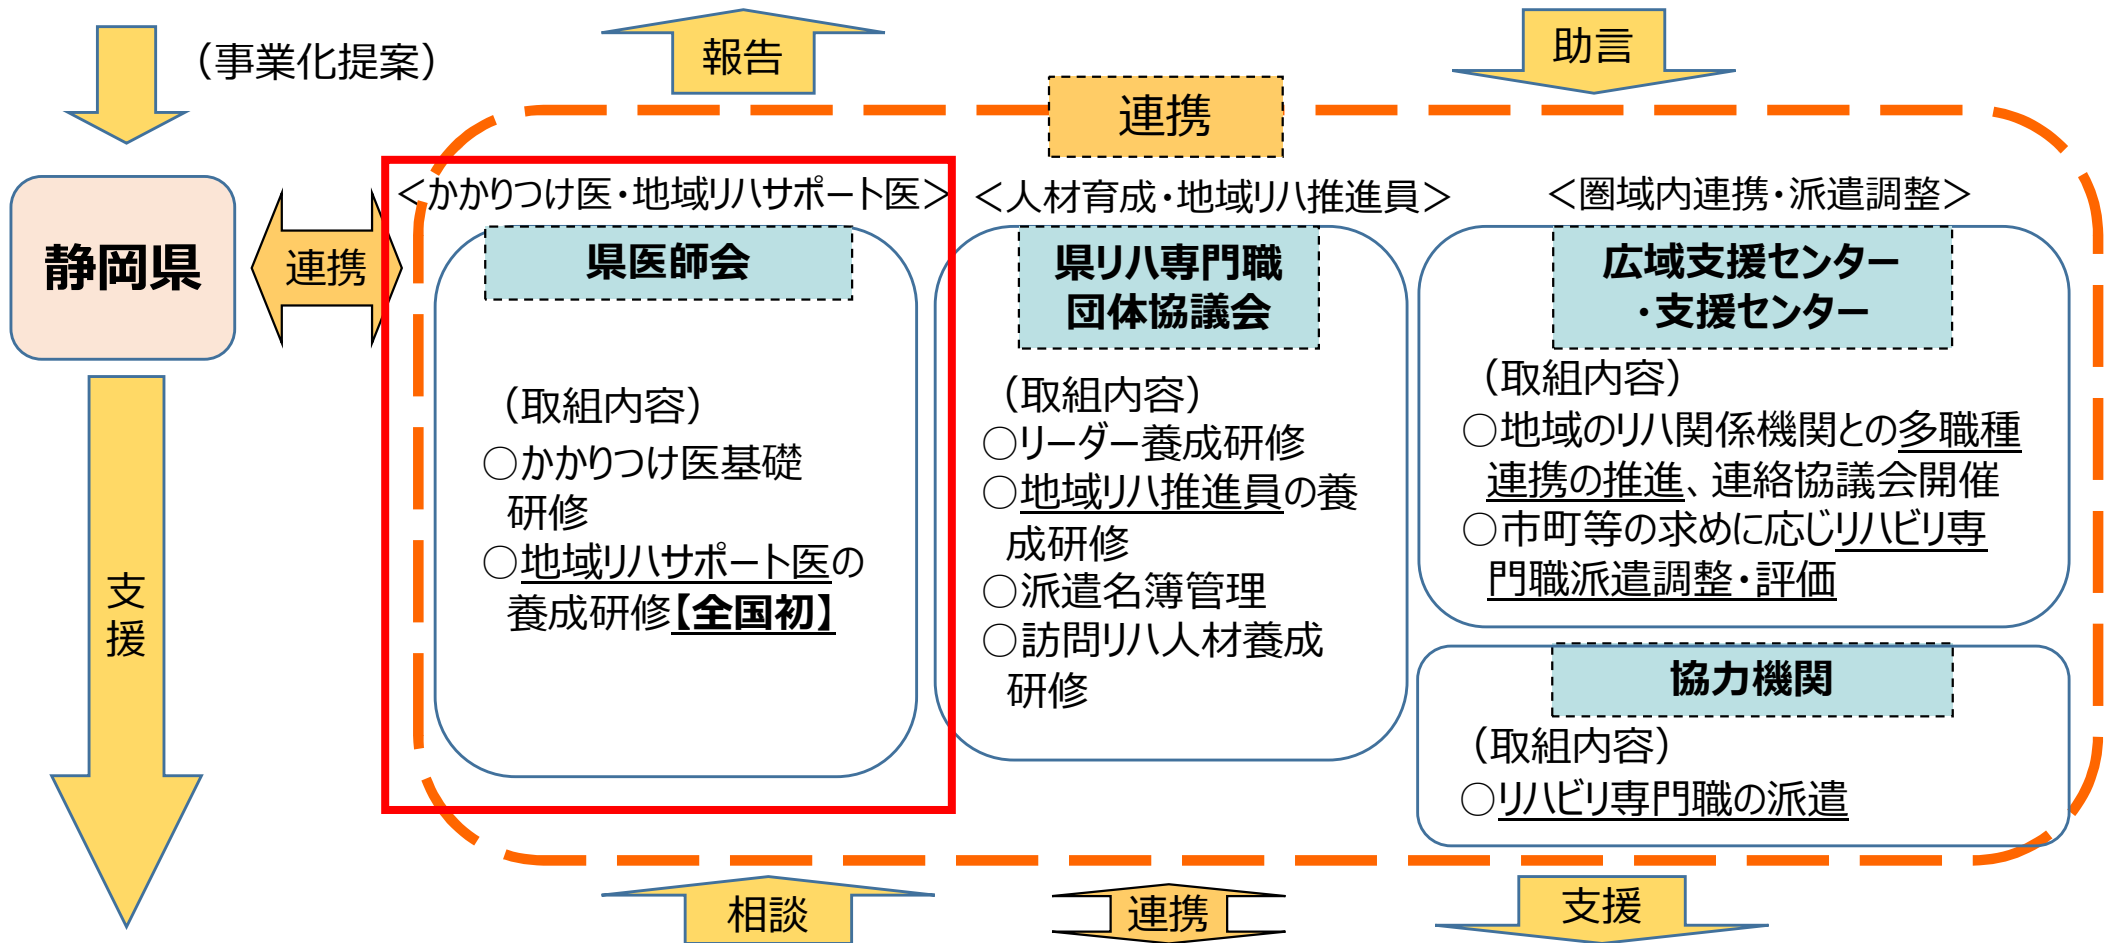 （事業化提案）
報告
助言
連携
静岡県
連携
支
援
＜かかりつけ医・地域リハサポート医＞
県医師会
（取組内容）
○かかりつけ医基礎
研修
○地域リハサポート医の
養成研修【全国初】
＜人材育成・地域リハ推進員＞
県リハ専門職
団体協議会
（取組内容）
○リーダー養成研修
○地域リハ推進員の養
成研修
○派遣名簿管理
○訪問リハ人材養成
研修
＜圏域内連携・派遣調整＞
広域支援センター
・支援センター
（取組内容）
○地域のリハ関係機関との多職種
連携の推進、連絡協議会開催
○市町等の求めに応じリハビリ専
門職派遣調整・評価
協力機関
（取組内容）
○リハビリ専門職の派遣
相談
連携
支援